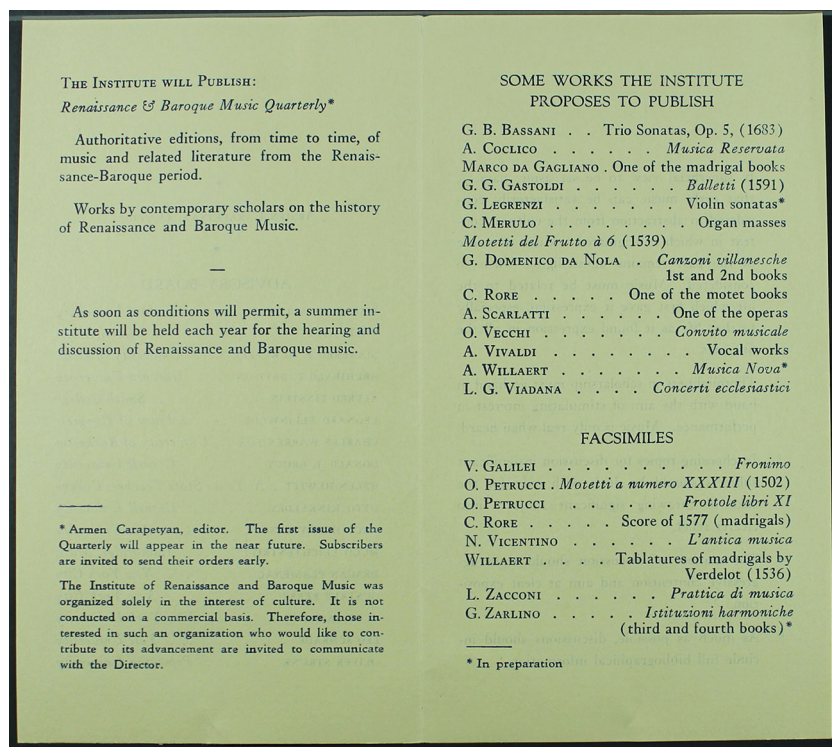 THE INSTITUTE WILL PUBLISH:
Renaissance & Baroque Music Quarterly*
Authoritative editions, from time to time, of
music and related literature from the Renais-
sance-Baroque period.
Works by contemporary scholars on the history
of Renaissance and Baroque Music.
As soon as conditions will permit, a summer in-
stitute will be held each year for the hearing and
discussion of Renaissance and Baroque music.
* Armen Carapetyan, editor. The first issue of the
Quarterly will appear in the near future. Subscribers
are invited to send their orders early.
The Institute of Renaissance and Baroque Music was
organized solely in the interest of culture. It is not
conducted on a commercial basis. Therefore, those in-
terested in such an organization who would like to con-
tribute to its advancement are invited to communicate
with the Director.
SOME WORKS THE INSTITUTE
PROPOSES TO PUBLISH
G. B. BASSANI . . Trio Sonatas, Op. 5, (1683)
A. COCLICO . . . . . . Musica Reservata
MARCO DA GAGLIANO . One of the madrigal books
G. G. GASTOLDI . . . . . . Balletti (1591)
G. LEGRENZI . . . . . . . Violin sonatas*
C. MERULO . . . . . . . . Organ masses
Motetti del Frutto à 6 (1539)
G. DOMENICO DA NOLA . Canzoni villanesche
1st and 2nd books
C. RORE . . . . . One of the motet books
A. SCARLATTI . . . . . . One of the operas
O. VECCHI . . . . . . . Convito musicale
A. VIVALDI . . . . . . . . Vocal works
A. WILLAERT . . . . . . . Musica Nova*
L. G. VIADANA . . . . Concerti ecclesiastici
FACSIMILES
V. GALILEI . . . . . . . . . . Fronimo
O. PETRUCCI . Motetti a numero XXXIII (1502)
O. PETRUCCI . . . . . . Frottole libri XI
C. RORE . . . . . Score of 1577 (madrigals)
N. VICENTINO . . . . . . L'antica musica
WILLAERT . . . . Tablatures of madrigals by
Verdelot (1536)
L. ZACCONI . . . . . . Prattica di musica
G. ZARLINO . . . . . Istituzioni harmoniche
(third and fourth books)*
* In preparation